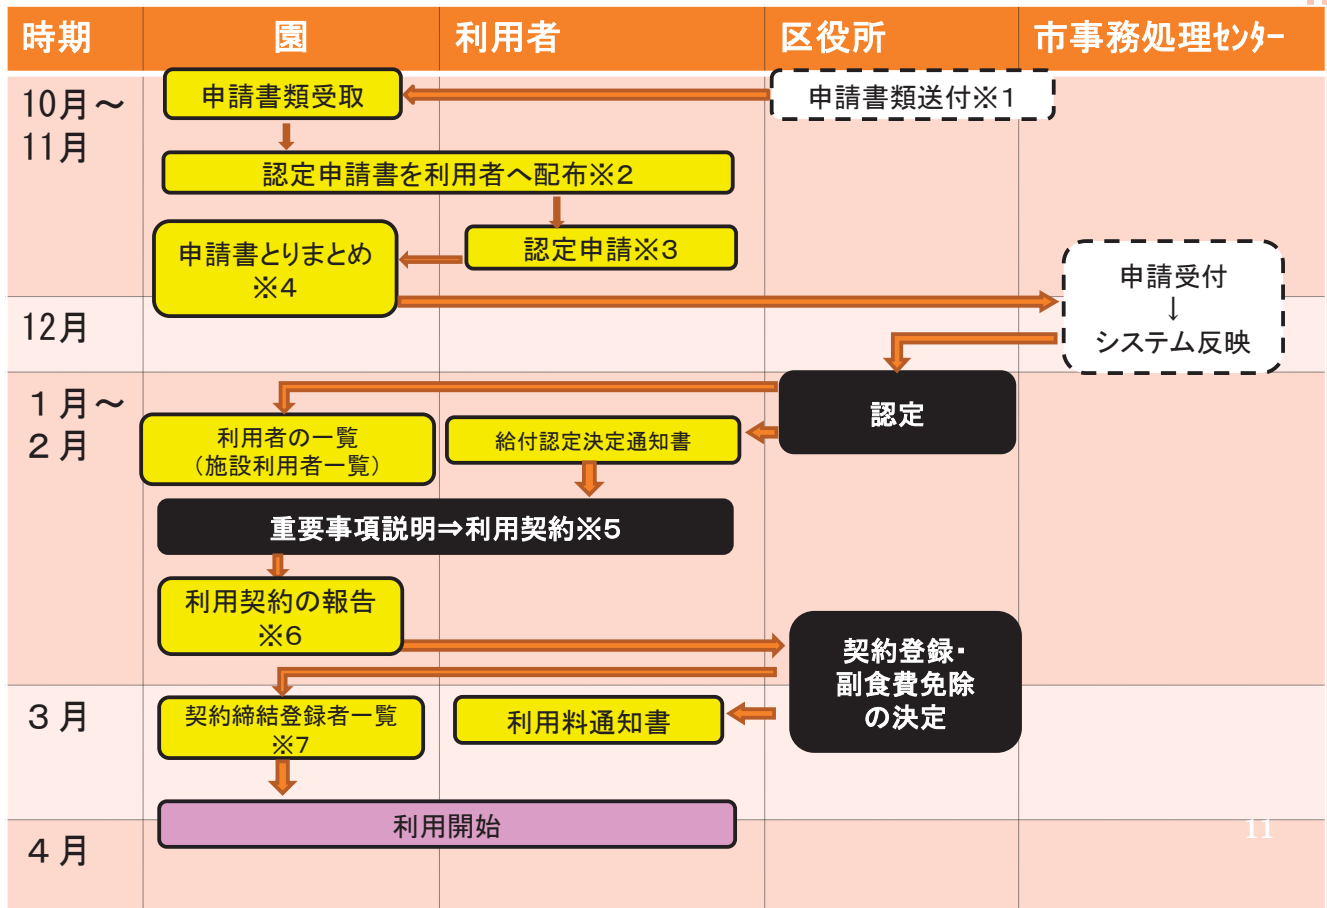 時期
園
利用者
区役所
市事務処理ｾﾝﾀｰ
10月～
11月
申請書類受取
申請書類送付※1
認定申請書を利用者へ配布※2
認定申請※3
申請書とりまとめ
※4
申請受付
↓
システム反映
12月
1月～
2月
認定
利用者の一覧
（施設利用者一覧）
給付認定決定通知書
重要事項説明⇒利用契約※5
利用契約の報告
※6
契約登録・
副食費免除
の決定
3月
契約締結登録者一覧
※7
利用料通知書
利用開始
11
4月